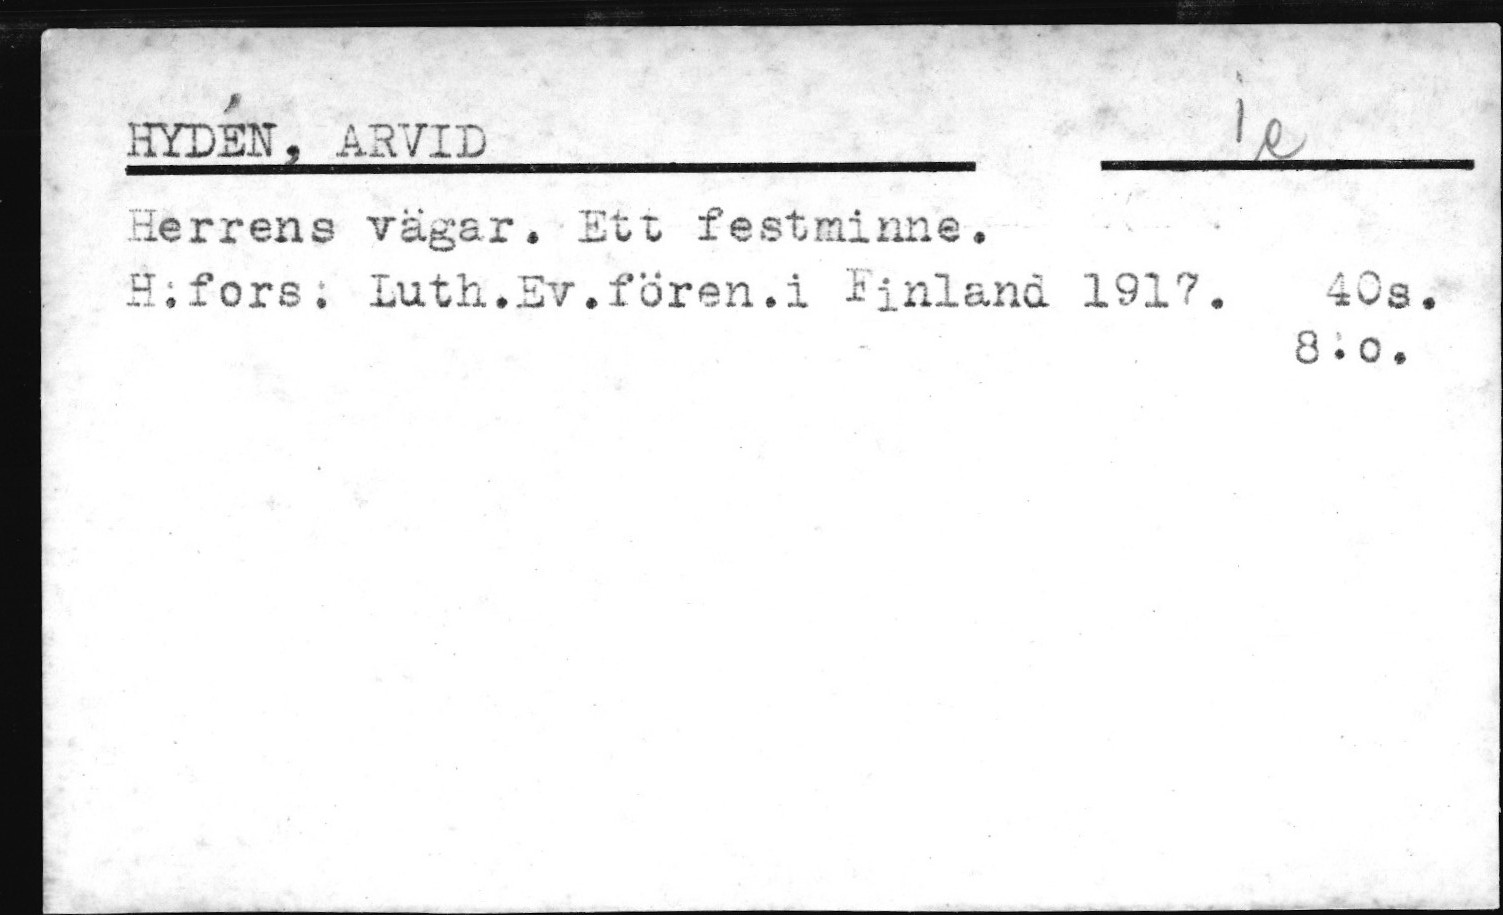 HYDÉN, ARVID 1e
Herrens vägar. Ett festminne.
H:fors: Luth.Ev.fören.i Finland 1917. 40s.
8:o.